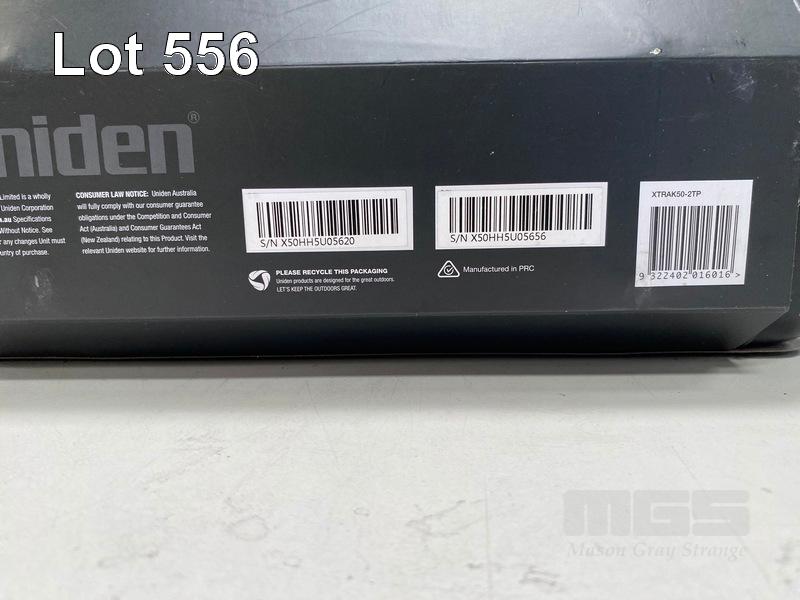 Lot 556
niden®
Limited is a wholly
Uniden Corporation
.au Specifications
Without Notice. See
or any changes Unit must
untry of purchase.
CONSUMER LAW NOTICE: Uniden Australia
will fully comply with our consumer guarantee
obligations under the Competition and Consumer
Act (Australia) and Consumer Guarantees Act
(New Zealand) relating to this Product. Visit the
relevant Uniden website for further information.
S/N X50HH5U05620
S/N X50HH5U05656
XTRAK50-2TP
9 322402 016016 >
PLEASE RECYCLE THIS PACKAGING
Uniden products are designed for the great outdoors.
LET'S KEEP THE OUTDOORS GREAT.
Manufactured in PRC
MGS
Mason Gray Strange